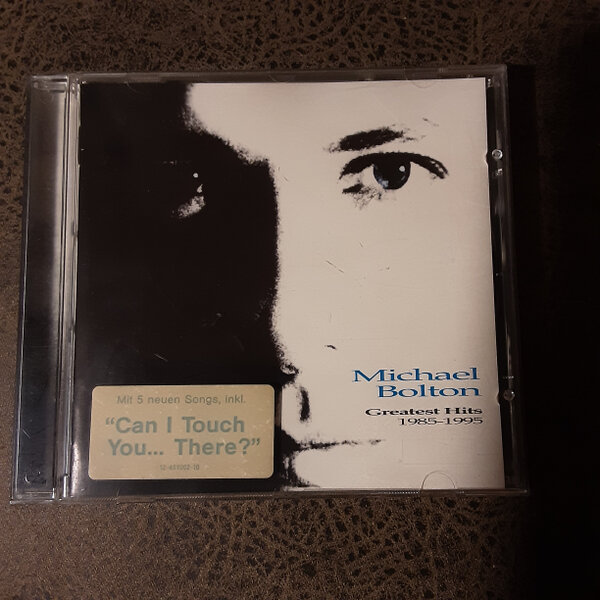 Michael
Bolton
Greatest Hits
1985-1995
Mit 5 neuen Songs, inkl.
"Can I Touch
You... There?"